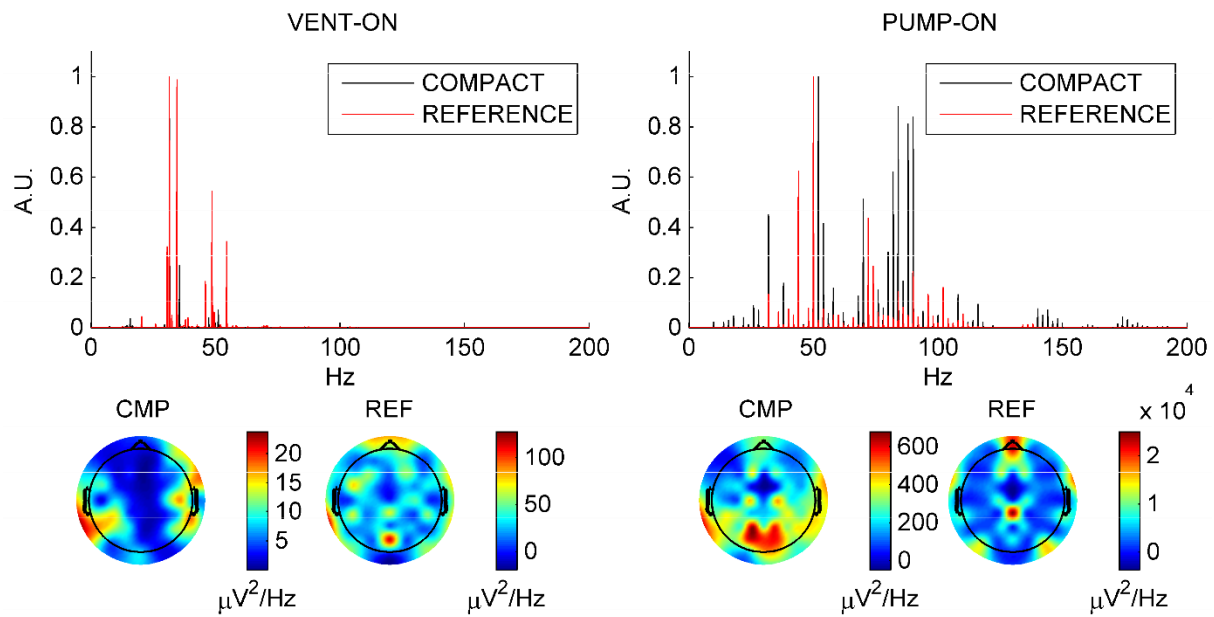 VENT-ON
PUMP-ON
1
0.8
0.6
0.4
0.2
0
A.U.
COMPACT
REFERENCE
0 50 100 150 200
Hz
1
0.8
0.6
0.4
0.2
0
A.U.
COMPACT
REFERENCE
0 50 100 150 200
Hz
CMP
20
15
10
5
μV²/Hz
REF
100
50
0
μV²/Hz
CMP
600
400
200
0
μV²/Hz
REF
x 10⁴
2
1
0
μV²/Hz